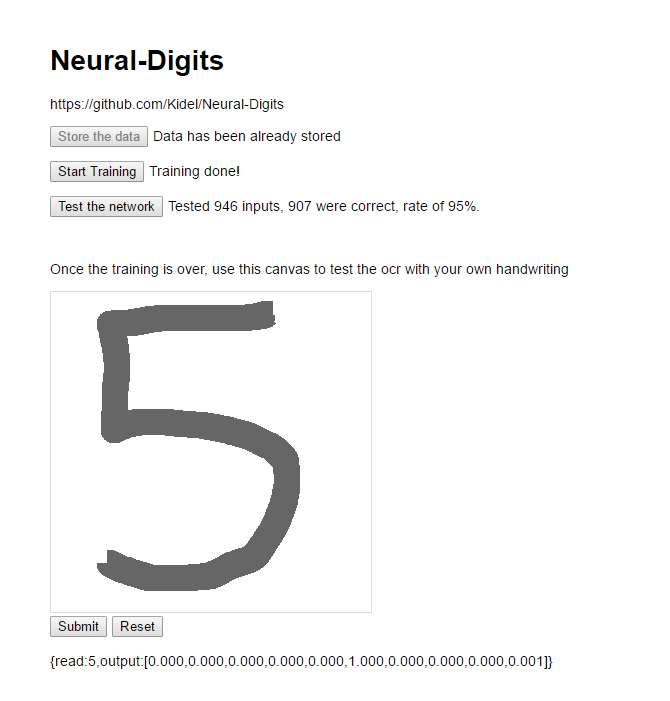 Neural-Digits
https://github.com/Kidel/Neural-Digits
Store the data Data has been already stored
Start Training Training done!
Test the network Tested 946 inputs, 907 were correct, rate of 95%.
Once the training is over, use this canvas to test the ocr with your own handwriting
5
Submit Reset
{read:5,output:[0.000,0.000,0.000,0.000,0.000,1.000,0.000,0.000,0.000,0.001]}